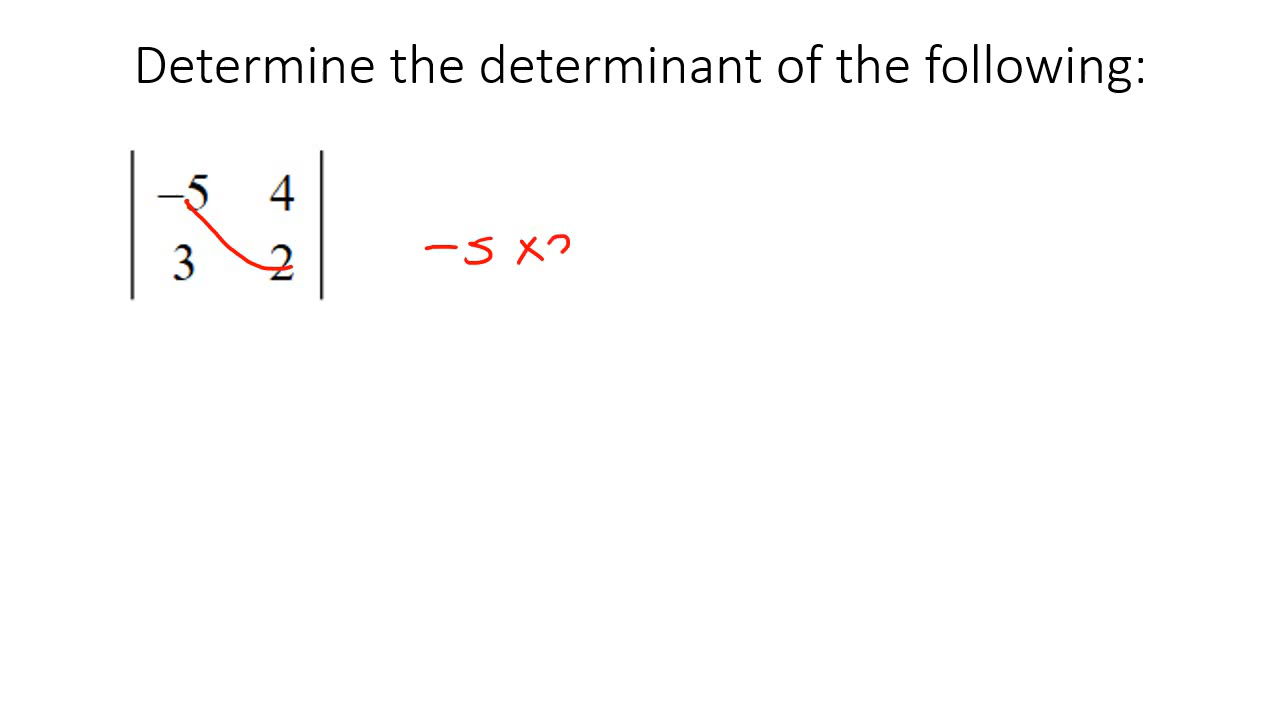 Determine the determinant of the following:
−5 4
3 2
−5 ×